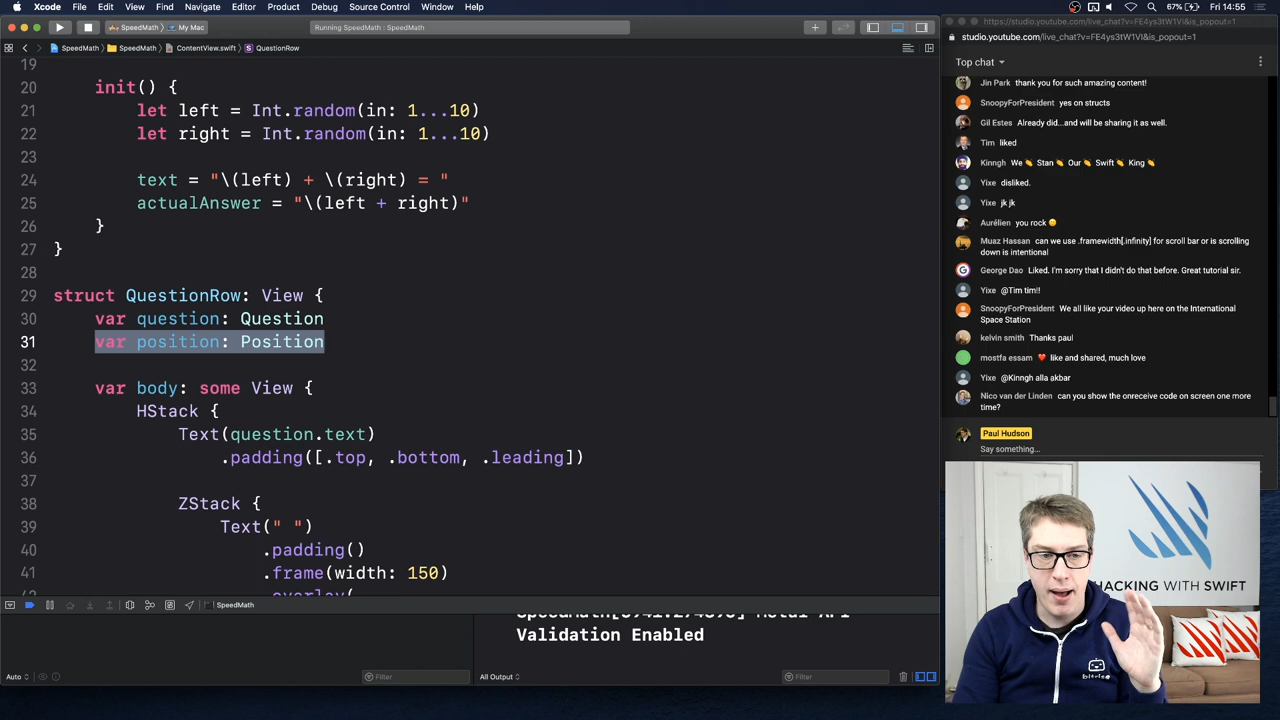 Xcode File Edit View Find Navigate Editor Product Debug Source Control Window Help
67% Fri 14:55
SpeedMath My Mac
Running SpeedMath : SpeedMath
SpeedMath SpeedMath ContentView.swift QuestionRow
19
20 init() {
21 let left = Int.random(in: 1...10)
22 let right = Int.random(in: 1...10)
23
24 text = "\(left) + \(right) = "
25 actualAnswer = "\(left + right)"
26 }
27 }
28
29 struct QuestionRow: View {
30 var question: Question
31 var position: Position
32
33 var body: some View {
34 HStack {
35 Text(question.text)
36 .padding([.top, .bottom, .leading])
37
38 ZStack {
39 Text(" ")
40 .padding()
41 .frame(width: 150)
42 .overlay(
SpeedMath
Validation Enabled
Auto
Filter
All Output
Filter
https://studio.youtube.com/live_chat?v=FE4ys3tW1VI&is_popout=1
studio.youtube.com/live_chat?v=FE4ys3tW1VI&is_popout=1
Top chat
Jin Park thank you for such amazing content!
SnoopyForPresident yes on structs
Gil Estes Already did...and will be sharing it as well.
Tim liked
Kinngh We 👏 Stan 👏 Our 👏 Swift 👏 King 👏
Yixe disliked.
Yixe jk jk
Aurélien you rock 🙂
Muaz Hassan can we use .framewidth[.infinity] for scroll bar or is scrolling
down is intentional
George Dao Liked. I'm sorry that I didn't do that before. Great tutorial sir.
Yixe @Tim tim!!
SnoopyForPresident We all like your video up here on the International
Space Station
kelvin smith Thanks paul
mostfa essam ❤️ like and shared, much love
Yixe @Kinngh alla akbar
Nico van der Linden can you show the onreceive code on screen one more
time?
Paul Hudson
Say something...
HACKING WITH SWIFT
bitrise